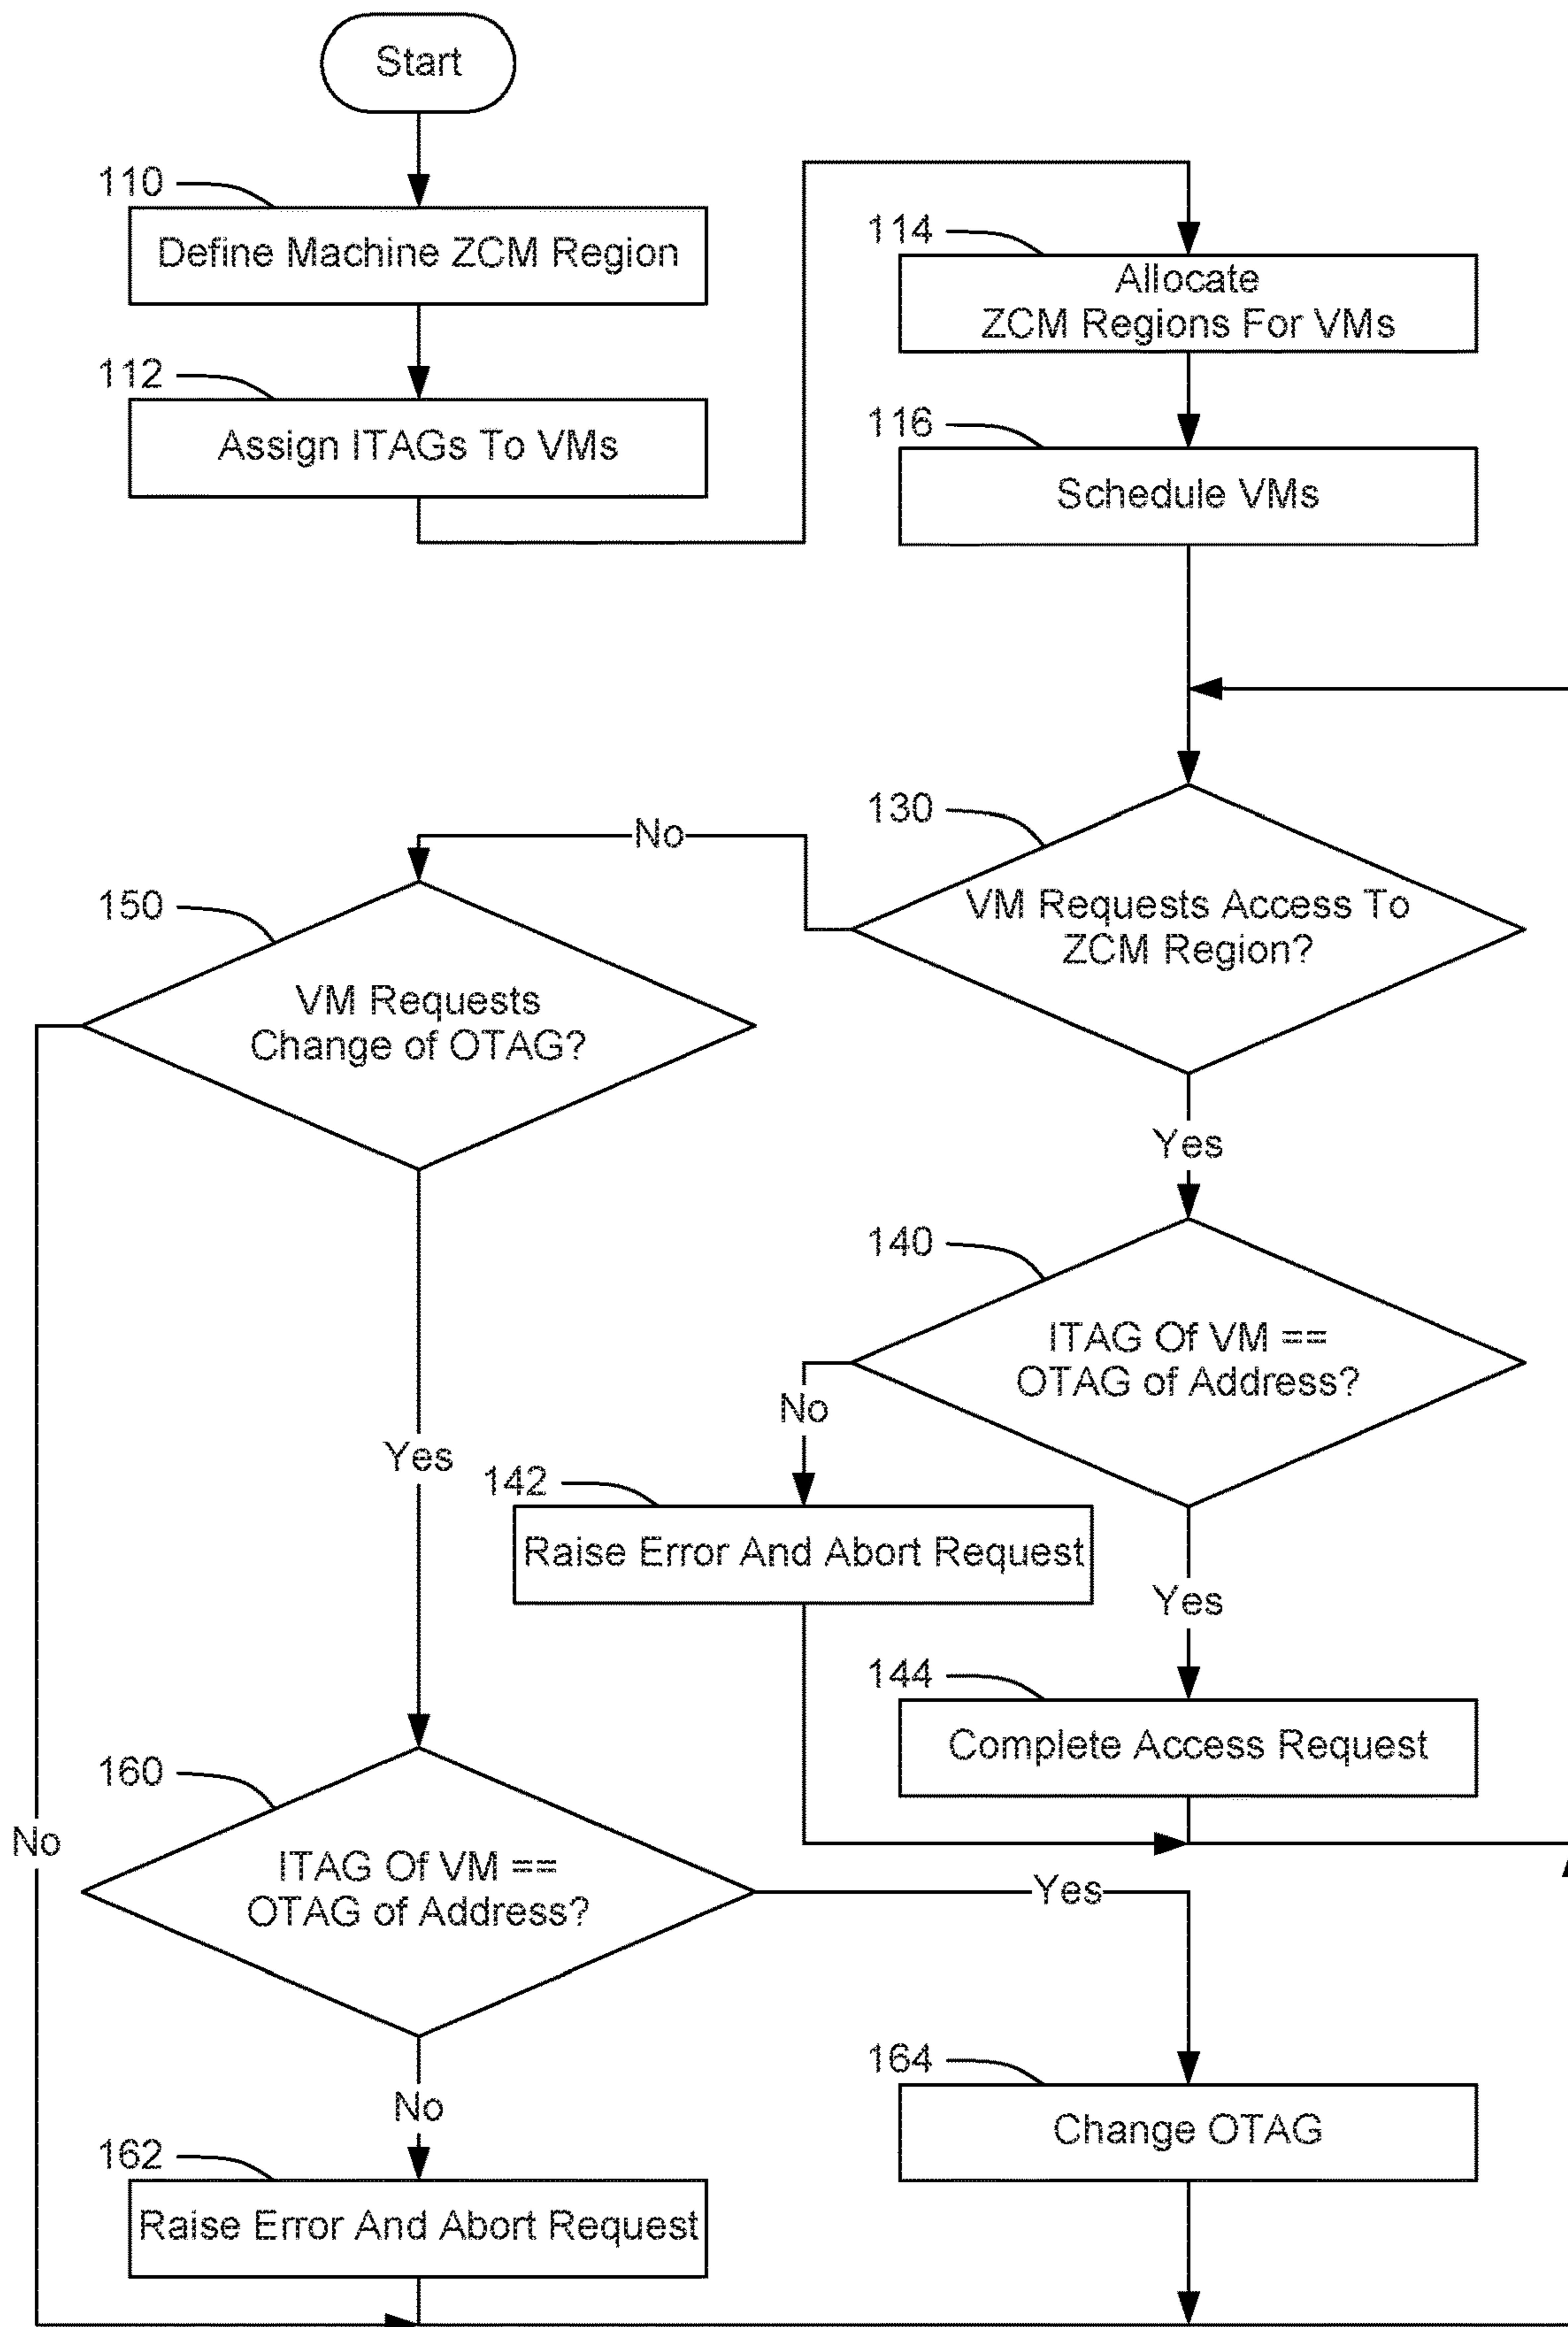 Start
110
Define Machine ZCM Region
112
Assign ITAGs To VMs
114
Allocate
ZCM Regions For VMs
116
Schedule VMs
130
VM Requests Access To
ZCM Region?
No
150
VM Requests
Change of OTAG?
Yes
140
ITAG Of VM ==
OTAG of Address?
No
142
Raise Error And Abort Request
Yes
Yes
144
Complete Access Request
160
ITAG Of VM ==
OTAG of Address?
No
Yes
164
Change OTAG
No
162
Raise Error And Abort Request